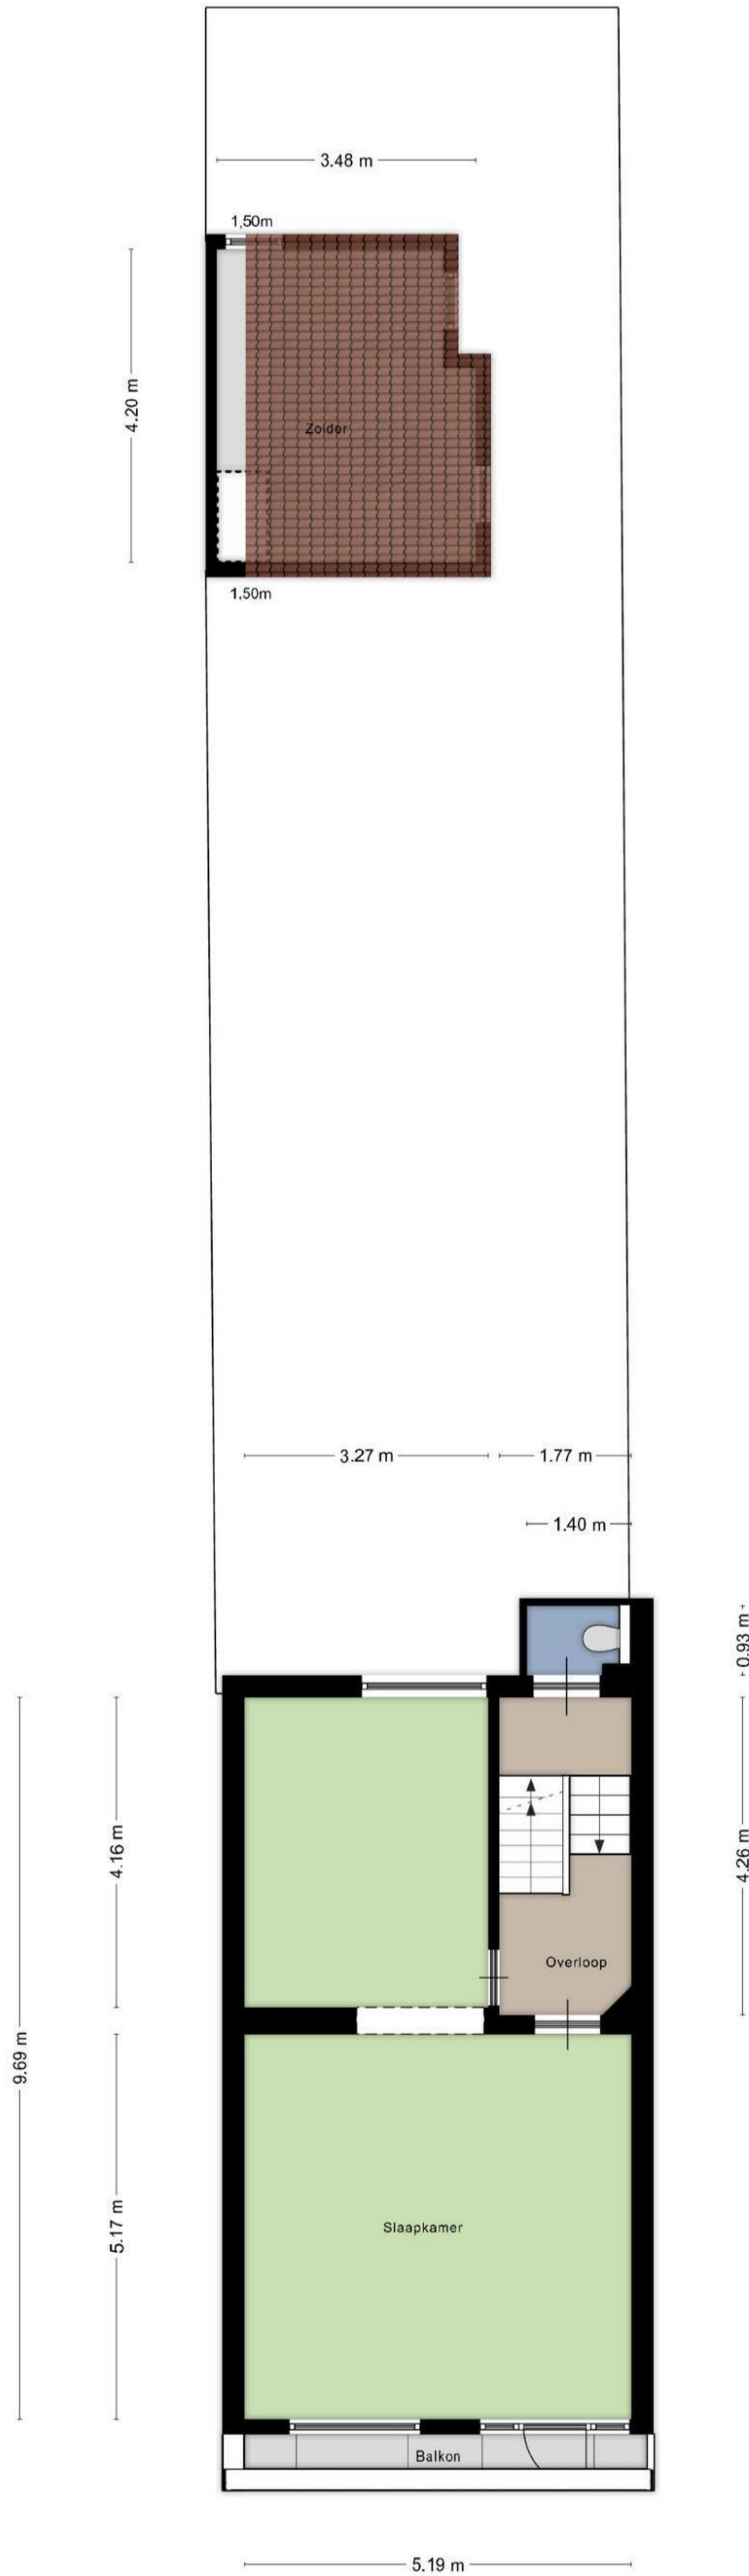 3.48 m
1,50m
4.20 m
Zolder
1,50m
3.27 m
1.77 m
1.40 m
0.93 m
4.16 m
4.26 m
Overloop
9.69 m
5.17 m
Slaapkamer
Balkon
5.19 m